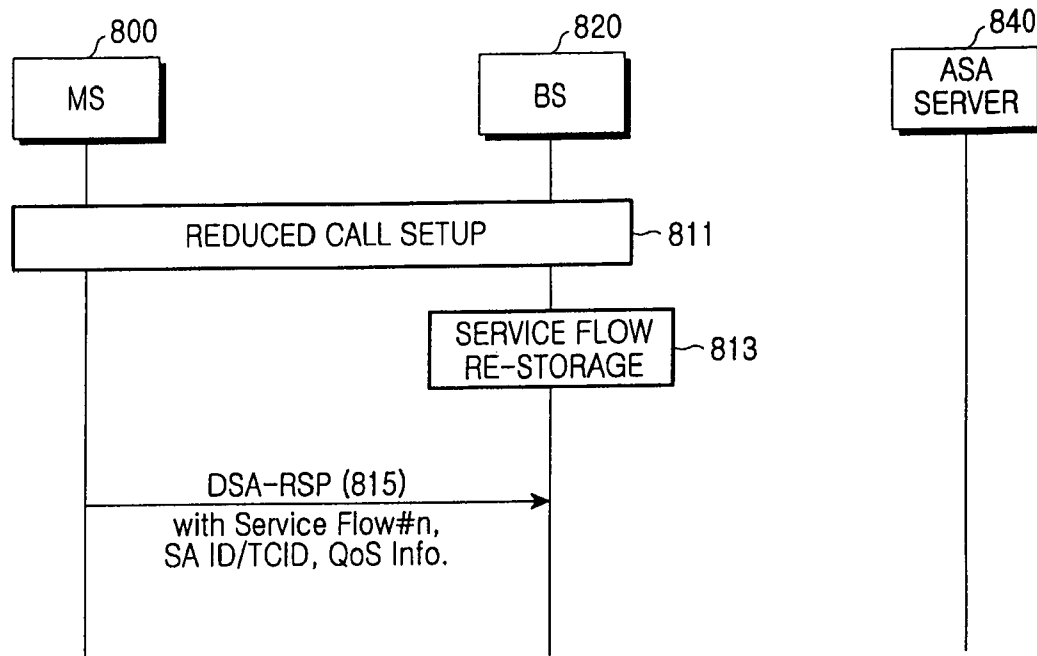 800
820
840
MS
BS
ASA
SERVER
REDUCED CALL SETUP
811
SERVICE FLOW
RE-STORAGE
813
DSA-RSP (815)
with Service Flow#n,
SA ID/TCID, QoS Info.